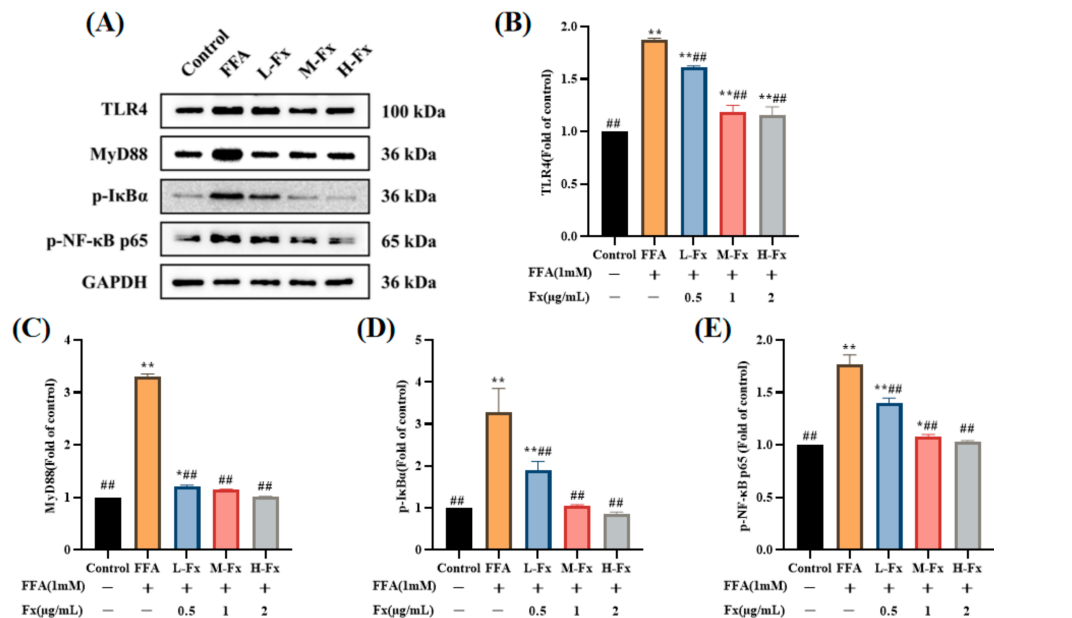 (A)
Control FFA L-Fx M-Fx H-Fx
TLR4 100 kDa
MyD88 36 kDa
p-IκBα 36 kDa
p-NF-κB p65 65 kDa
GAPDH 36 kDa
(B)
TLR4(Fold of control)
2.0
1.5
1.0
0.5
0.0
## ** **## **## **##
Control FFA L-Fx M-Fx H-Fx
FFA(1mM) — + + + +
Fx(μg/mL) — — 0.5 1 2
(C)
MyD88(Fold of control)
4
3
2
1
0
## ** *## ## ##
Control FFA L-Fx M-Fx H-Fx
FFA(1mM) — + + + +
Fx(μg/mL) — — 0.5 1 2
(D)
p-IκBα(Fold of control)
5
4
3
2
1
0
## ** **## ## ##
Control FFA L-Fx M-Fx H-Fx
FFA(1mM) — + + + +
Fx(μg/mL) — — 0.5 1 2
(E)
p-NF-κB p65 (Fold of control)
2.0
1.5
1.0
0.5
0.0
## ** **## *## ##
Control FFA L-Fx M-Fx H-Fx
FFA(1mM) — + + + +
Fx(μg/mL) — — 0.5 1 2